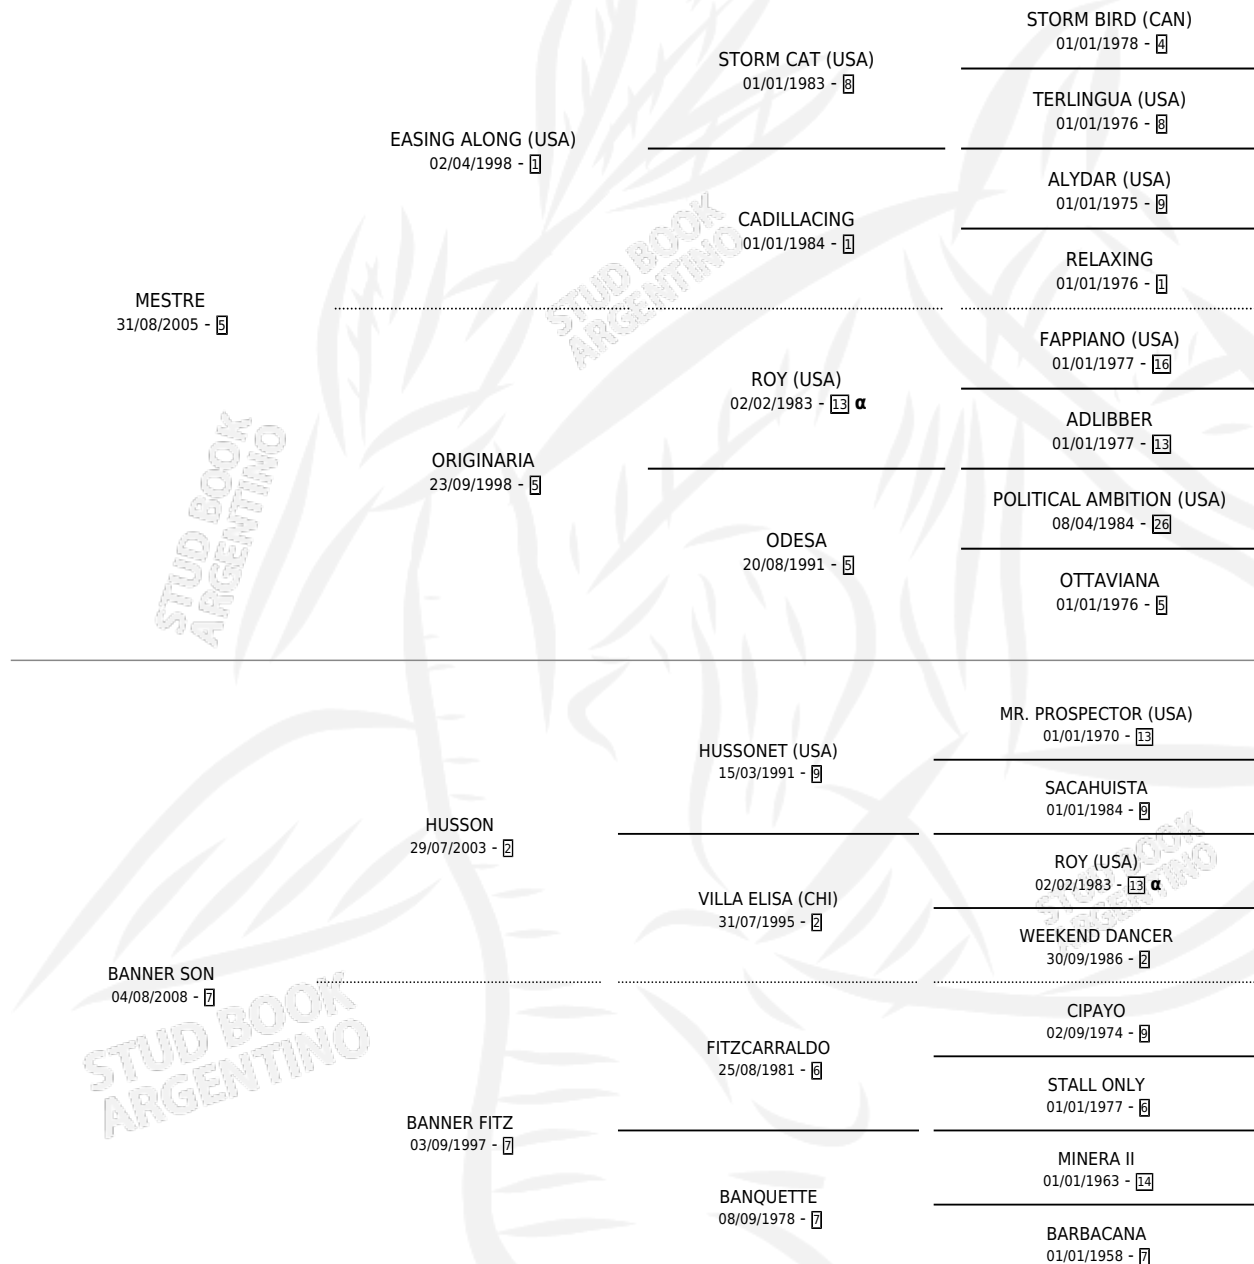 STORM BIRD (CAN)
01/01/1978 - 4
STORM CAT (USA)
01/01/1983 - 8
TERLINGUA (USA)
01/01/1976 - 8
EASING ALONG (USA)
02/04/1998 - 1
ALYDAR (USA)
01/01/1975 - 9
CADILLACING
01/01/1984 - 1
RELAXING
01/01/1976 - 1
MESTRE
31/08/2005 - 5
FAPPIANO (USA)
01/01/1977 - 16
ROY (USA)
02/02/1983 - 13 α
ADLIBBER
01/01/1977 - 13
ORIGINARIA
23/09/1998 - 5
POLITICAL AMBITION (USA)
08/04/1984 - 26
ODESA
20/08/1991 - 5
OTTAVIANA
01/01/1976 - 5
MR. PROSPECTOR (USA)
01/01/1970 - 13
HUSSONET (USA)
15/03/1991 - 9
SACAHUISTA
01/01/1984 - 9
HUSSON
29/07/2003 - 2
ROY (USA)
02/02/1983 - 13 α
VILLA ELISA (CHI)
31/07/1995 - 2
WEEKEND DANCER
30/09/1986 - 2
BANNER SON
04/08/2008 - 7
CIPAYO
02/09/1974 - 9
FITZCARRALDO
25/08/1981 - 6
STALL ONLY
01/01/1977 - 6
BANNER FITZ
03/09/1997 - 7
MINERA II
01/01/1963 - 14
BANQUETTE
08/09/1978 - 7
BARBACANA
01/01/1958 - 7
STUD BOOK
ARGENTINO
STUD BOOK
ARGENTINO
STUD BOOK
ARGENTINO
STUD BOOK
ARGENTINO